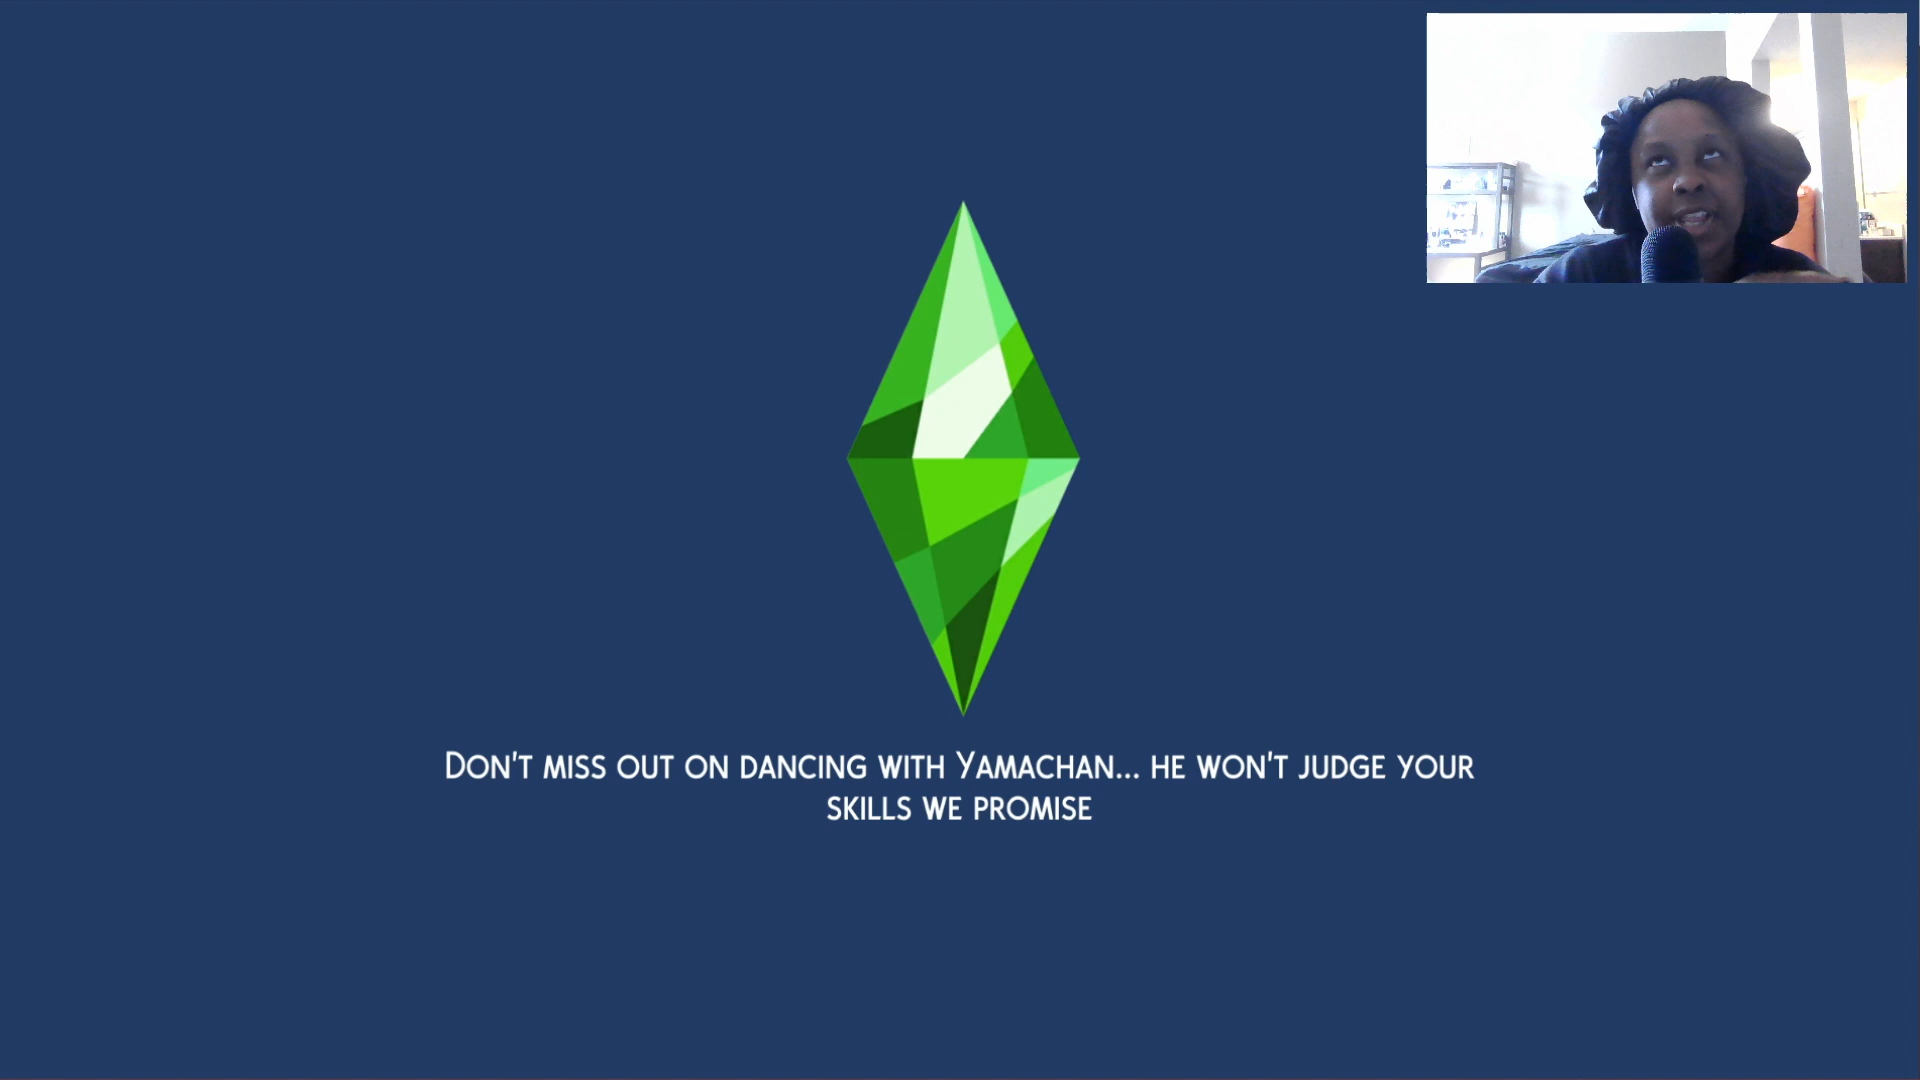 Don't miss out on dancing with Yamachan... he won't judge your
skills we promise